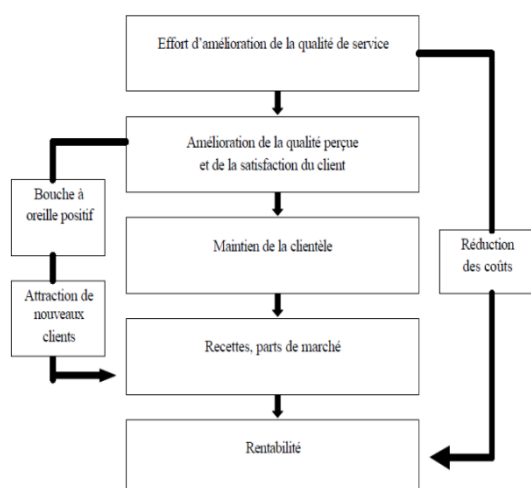 Effort d'amélioration de la qualité de service
Amélioration de la qualité perçue
et de la satisfaction du client
Bouche à
oreille positif
Maintien de la clientèle
Réduction
des coûts
Attraction de
nouveaux
clients
Recettes, parts de marché
Rentabilité